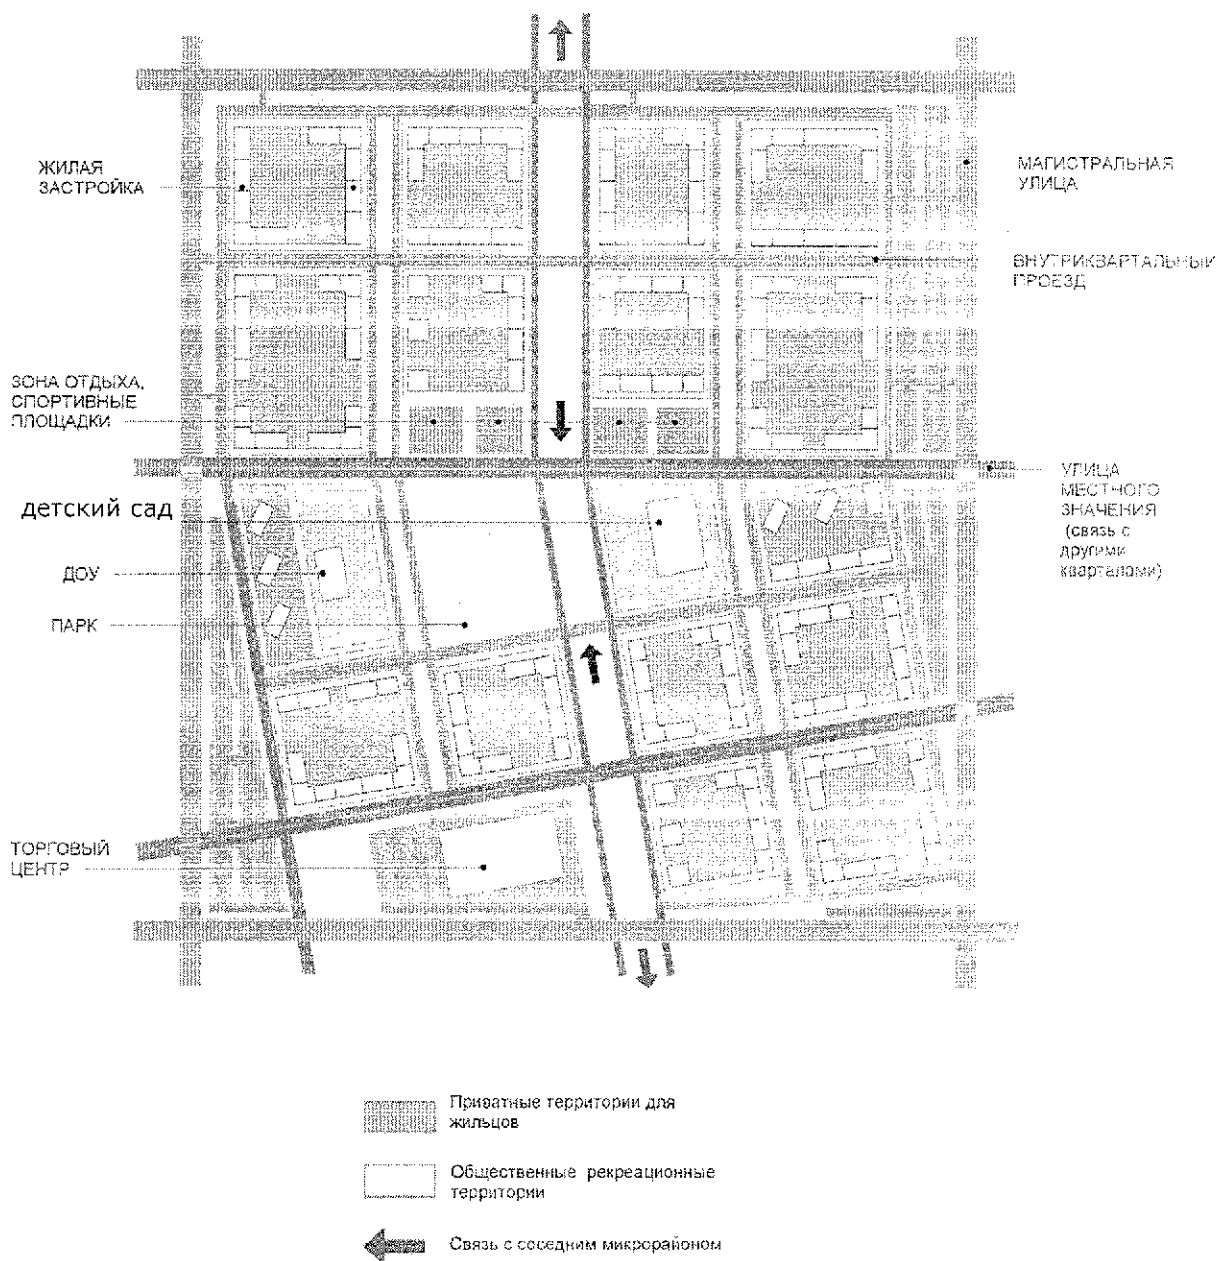 ЖИЛАЯ
ЗАСТРОЙКА
МАГИСТРАЛЬНАЯ
УЛИЦА
ВНУТРИКВАРТАЛЬНЫЙ
ПРОЕЗД
ЗОНА ОТДЫХА,
СПОРТИВНЫЕ
ПЛОЩАДКИ
УЛИЦА
МЕСТНОГО
ЗНАЧЕНИЯ
(связь с
другими
кварталами)
детский сад
ДОУ
ПАРК
ТОРГОВЫЙ
ЦЕНТР
Приватные территории для
жильцов
Общественные рекреационные
территории
Связь с соседним микрорайоном